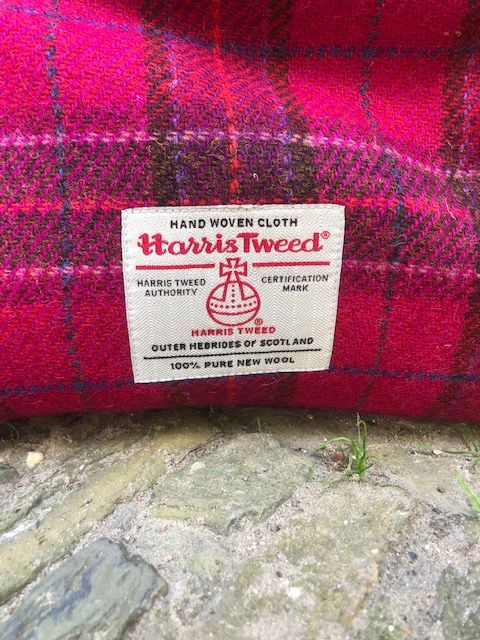 HAND WOVEN CLOTH
Harris Tweed®
HARRIS TWEED AUTHORITY
CERTIFICATION MARK
®
HARRIS TWEED
OUTER HEBRIDES OF SCOTLAND
100% PURE NEW WOOL